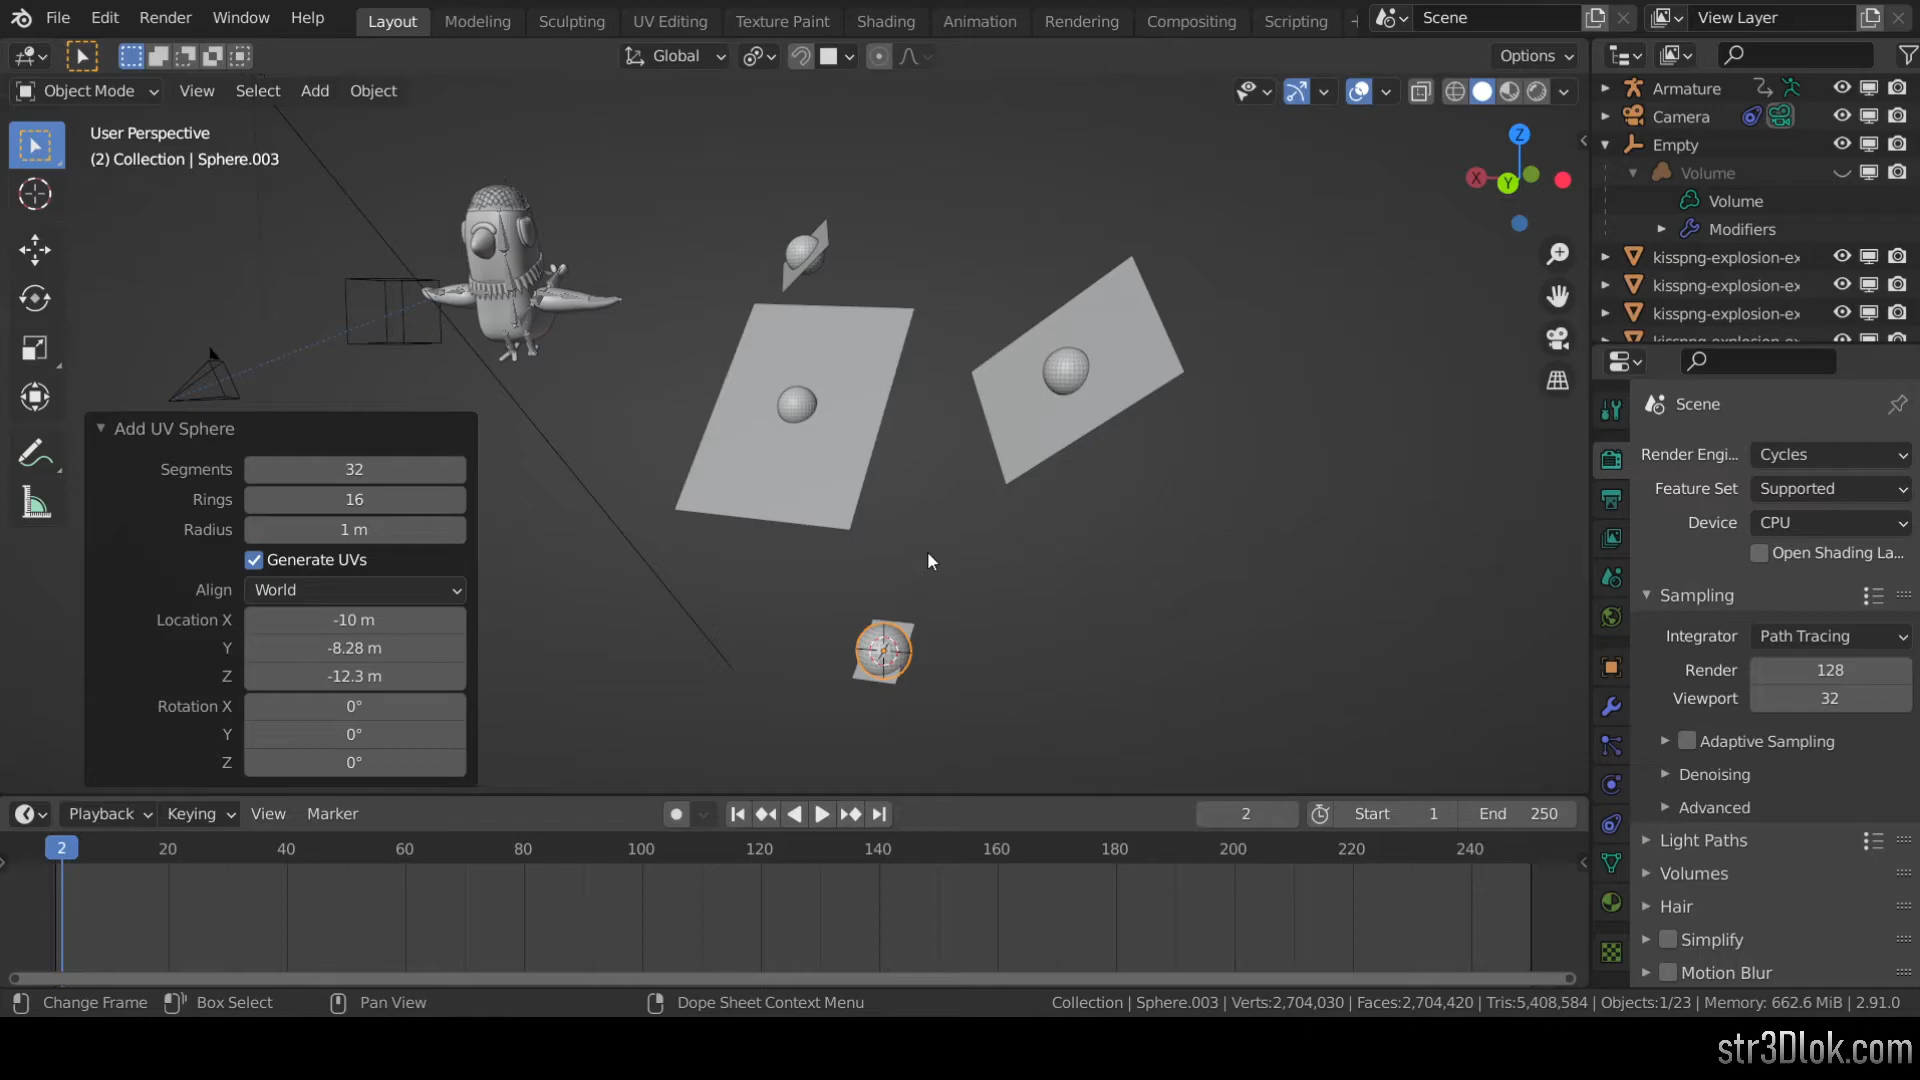 File Edit Render Window Help Layout Modeling Sculpting UV Editing Texture Paint Shading Animation Rendering Compositing Scripting + Scene View Layer
Global Options
Object Mode View Select Add Object
User Perspective
(2) Collection | Sphere.003
Z
X
Y
Armature
Camera
Empty
Volume
Volume
Modifiers
kisspng-explosion-ex
kisspng-explosion-ex
kisspng-explosion-ex
Add UV Sphere
Segments 32
Rings 16
Radius 1 m
Generate UVs
Align World
Location X -10 m
Y -8.28 m
Z -12.3 m
Rotation X 0°
Y 0°
Z 0°
Scene
Render Engi... Cycles
Feature Set Supported
Device CPU
Open Shading La...
Sampling
Integrator Path Tracing
Render 128
Viewport 32
Adaptive Sampling
Denoising
Advanced
Light Paths
Volumes
Hair
Simplify
Motion Blur
Playback Keying View Marker 2 Start 1 End 250
2 20 40 60 80 100 120 140 160 180 200 220 240
Change Frame Box Select Pan View Dope Sheet Context Menu Collection | Sphere.003 | Verts:2,704,030 | Faces:2,704,420 | Tris:5,408,584 | Objects:1/23 | Memory: 662.6 MiB | 2.91.0
str3Dlok.com